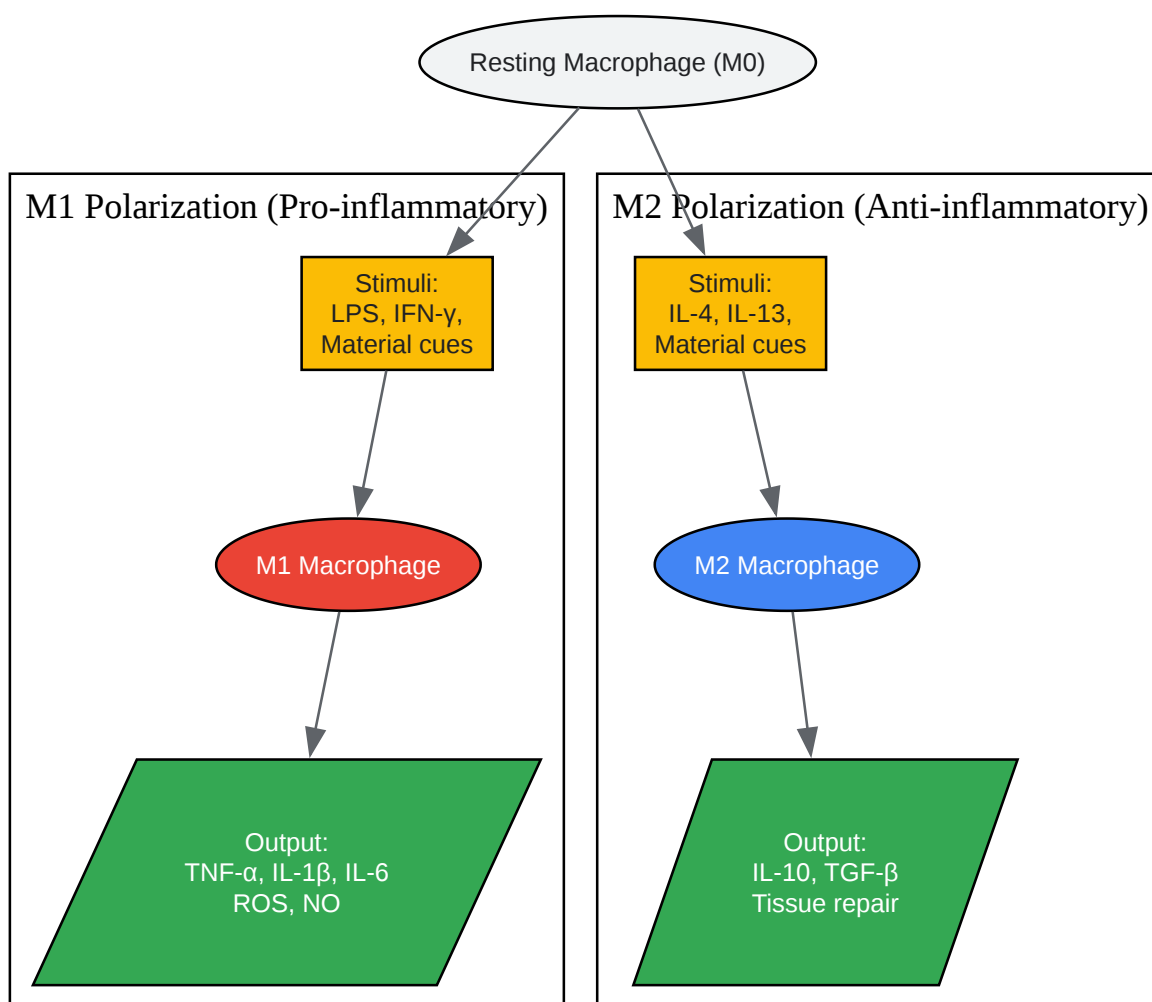 Resting Macrophage (M0)
M1 Polarization (Pro-inflammatory)
Stimuli:
LPS, IFN-γ,
Material cues
M1 Macrophage
Output:
TNF-α, IL-1β, IL-6
ROS, NO
M2 Polarization (Anti-inflammatory)
Stimuli:
IL-4, IL-13,
Material cues
M2 Macrophage
Output:
IL-10, TGF-β
Tissue repair